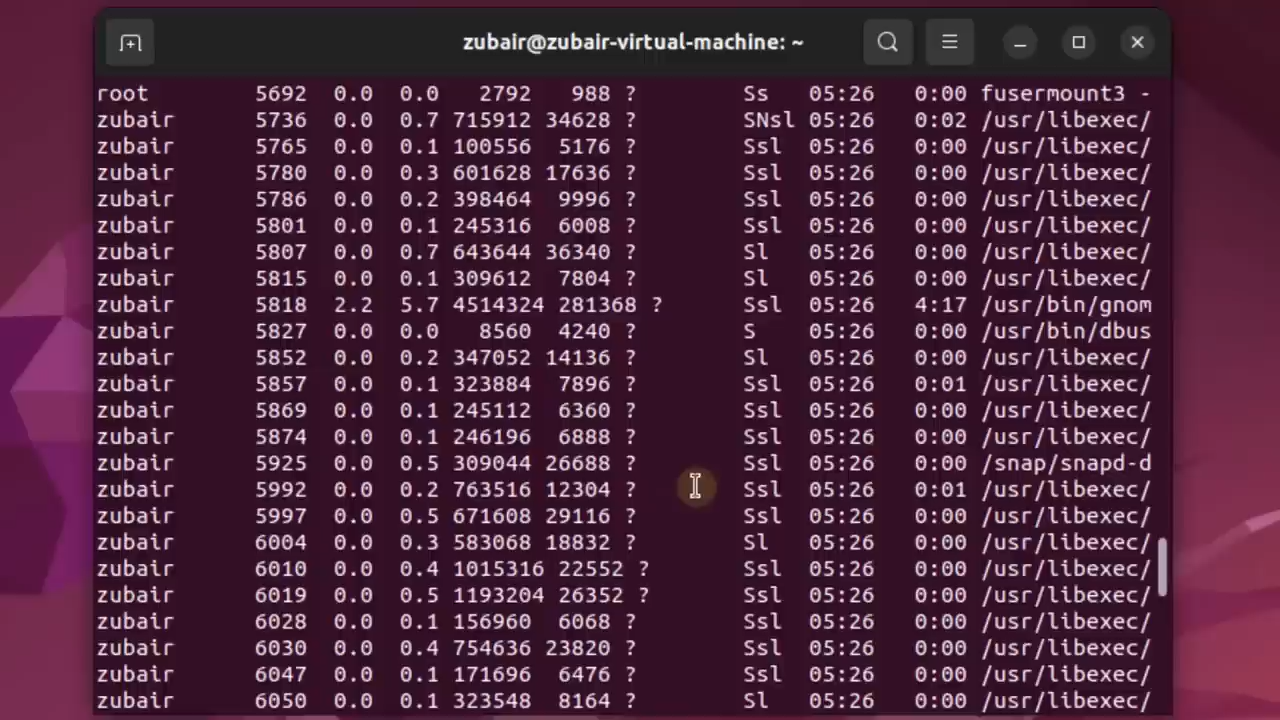 zubair@zubair-virtual-machine: ~
root 5692 0.0 0.0 2792 988 ? Ss 05:26 0:00 fusermount3 -
zubair 5736 0.0 0.7 715912 34628 ? SNsl 05:26 0:02 /usr/libexec/
zubair 5765 0.0 0.1 100556 5176 ? Ssl 05:26 0:00 /usr/libexec/
zubair 5780 0.0 0.3 601628 17636 ? Ssl 05:26 0:00 /usr/libexec/
zubair 5786 0.0 0.2 398464 9996 ? Ssl 05:26 0:00 /usr/libexec/
zubair 5801 0.0 0.1 245316 6008 ? Ssl 05:26 0:00 /usr/libexec/
zubair 5807 0.0 0.7 643644 36340 ? Sl 05:26 0:00 /usr/libexec/
zubair 5815 0.0 0.1 309612 7804 ? Sl 05:26 0:00 /usr/libexec/
zubair 5818 2.2 5.7 4514324 281368 ? Ssl 05:26 4:17 /usr/bin/gnom
zubair 5827 0.0 0.0 8560 4240 ? S 05:26 0:00 /usr/bin/dbus
zubair 5852 0.0 0.2 347052 14136 ? Sl 05:26 0:00 /usr/libexec/
zubair 5857 0.0 0.1 323884 7896 ? Ssl 05:26 0:01 /usr/libexec/
zubair 5869 0.0 0.1 245112 6360 ? Ssl 05:26 0:00 /usr/libexec/
zubair 5874 0.0 0.1 246196 6888 ? Ssl 05:26 0:00 /usr/libexec/
zubair 5925 0.0 0.5 309044 26688 ? Ssl 05:26 0:00 /snap/snapd-d
zubair 5992 0.0 0.2 763516 12304 ? Ssl 05:26 0:01 /usr/libexec/
zubair 5997 0.0 0.5 671608 29116 ? Ssl 05:26 0:00 /usr/libexec/
zubair 6004 0.0 0.3 583068 18832 ? Sl 05:26 0:00 /usr/libexec/
zubair 6010 0.0 0.4 1015316 22552 ? Ssl 05:26 0:00 /usr/libexec/
zubair 6019 0.0 0.5 1193204 26352 ? Ssl 05:26 0:00 /usr/libexec/
zubair 6028 0.0 0.1 156960 6068 ? Ssl 05:26 0:00 /usr/libexec/
zubair 6030 0.0 0.4 754636 23820 ? Ssl 05:26 0:00 /usr/libexec/
zubair 6047 0.0 0.1 171696 6476 ? Ssl 05:26 0:00 /usr/libexec/
zubair 6050 0.0 0.1 323548 8164 ? Sl 05:26 0:00 /usr/libexec/